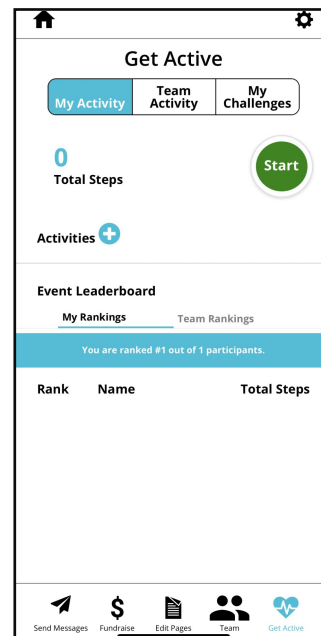 Get Active
My Activity
Team
Activity
My
Challenges
0
Total Steps
Start
Activities
Event Leaderboard
My Rankings Team Rankings
You are ranked #1 out of 1 participants.
Rank Name Total Steps
Send Messages Fundraise Edit Pages Team Get Active